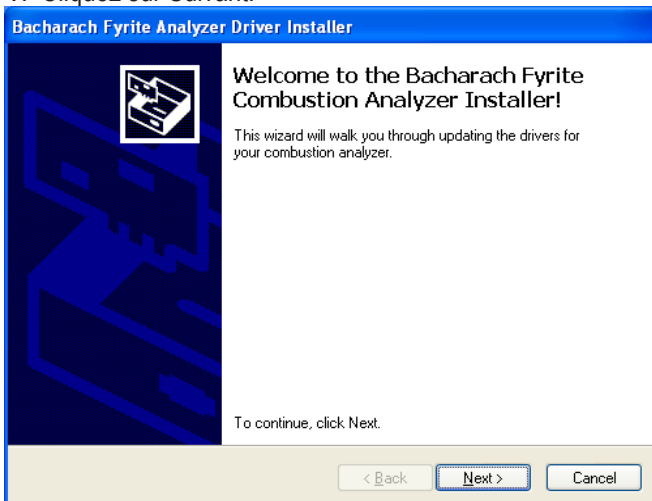 Bacharach Fyrite Analyzer Driver Installer
Welcome to the Bacharach Fyrite
Combustion Analyzer Installer!
This wizard will walk you through updating the drivers for
your combustion analyzer.
To continue, click Next.
< Back
Next >
Cancel